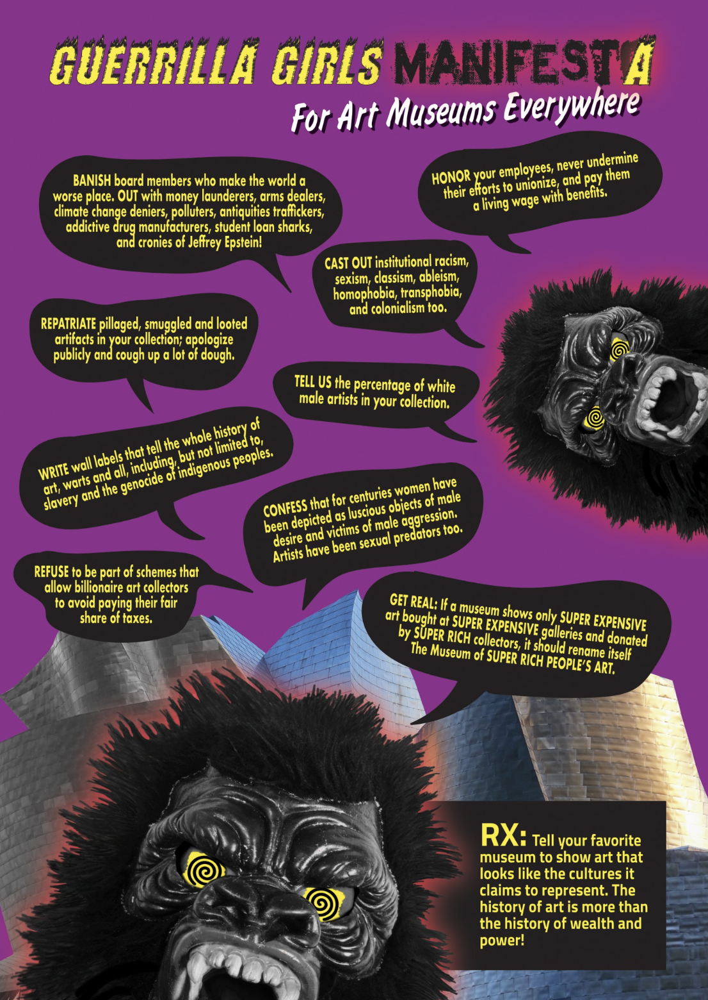 GUERRILLA GIRLS MANIFESTA
For Art Museums Everywhere
BANISH board members who make the world a
worse place. OUT with money launderers, arms dealers,
climate change deniers, polluters, antiquities traffickers,
addictive drug manufacturers, student loan sharks,
and cronies of Jeffrey Epstein!
HONOR your employees, never undermine
their efforts to unionize, and pay them
a living wage with benefits.
CAST OUT institutional racism,
sexism, classism, ableism,
homophobia, transphobia,
and colonialism too.
REPATRIATE pillaged, smuggled and looted
artifacts in your collection; apologize
publicly and cough up a lot of dough.
TELL US the percentage of white
male artists in your collection.
WRITE wall labels that tell the whole history of
art, warts and all, including, but not limited to,
slavery and the genocide of indigenous peoples.
CONFESS that for centuries women have
been depicted as luscious objects of male
desire and victims of male aggression.
Artists have been sexual predators too.
REFUSE to be part of schemes that
allow billionaire art collectors
to avoid paying their fair
share of taxes.
GET REAL: If a museum shows only SUPER EXPENSIVE
art bought at SUPER EXPENSIVE galleries and donated
by SUPER RICH collectors, it should rename itself
The Museum of SUPER RICH PEOPLE'S ART.
RX: Tell your favorite
museum to show art that
looks like the cultures it
claims to represent. The
history of art is more than
the history of wealth and
power!